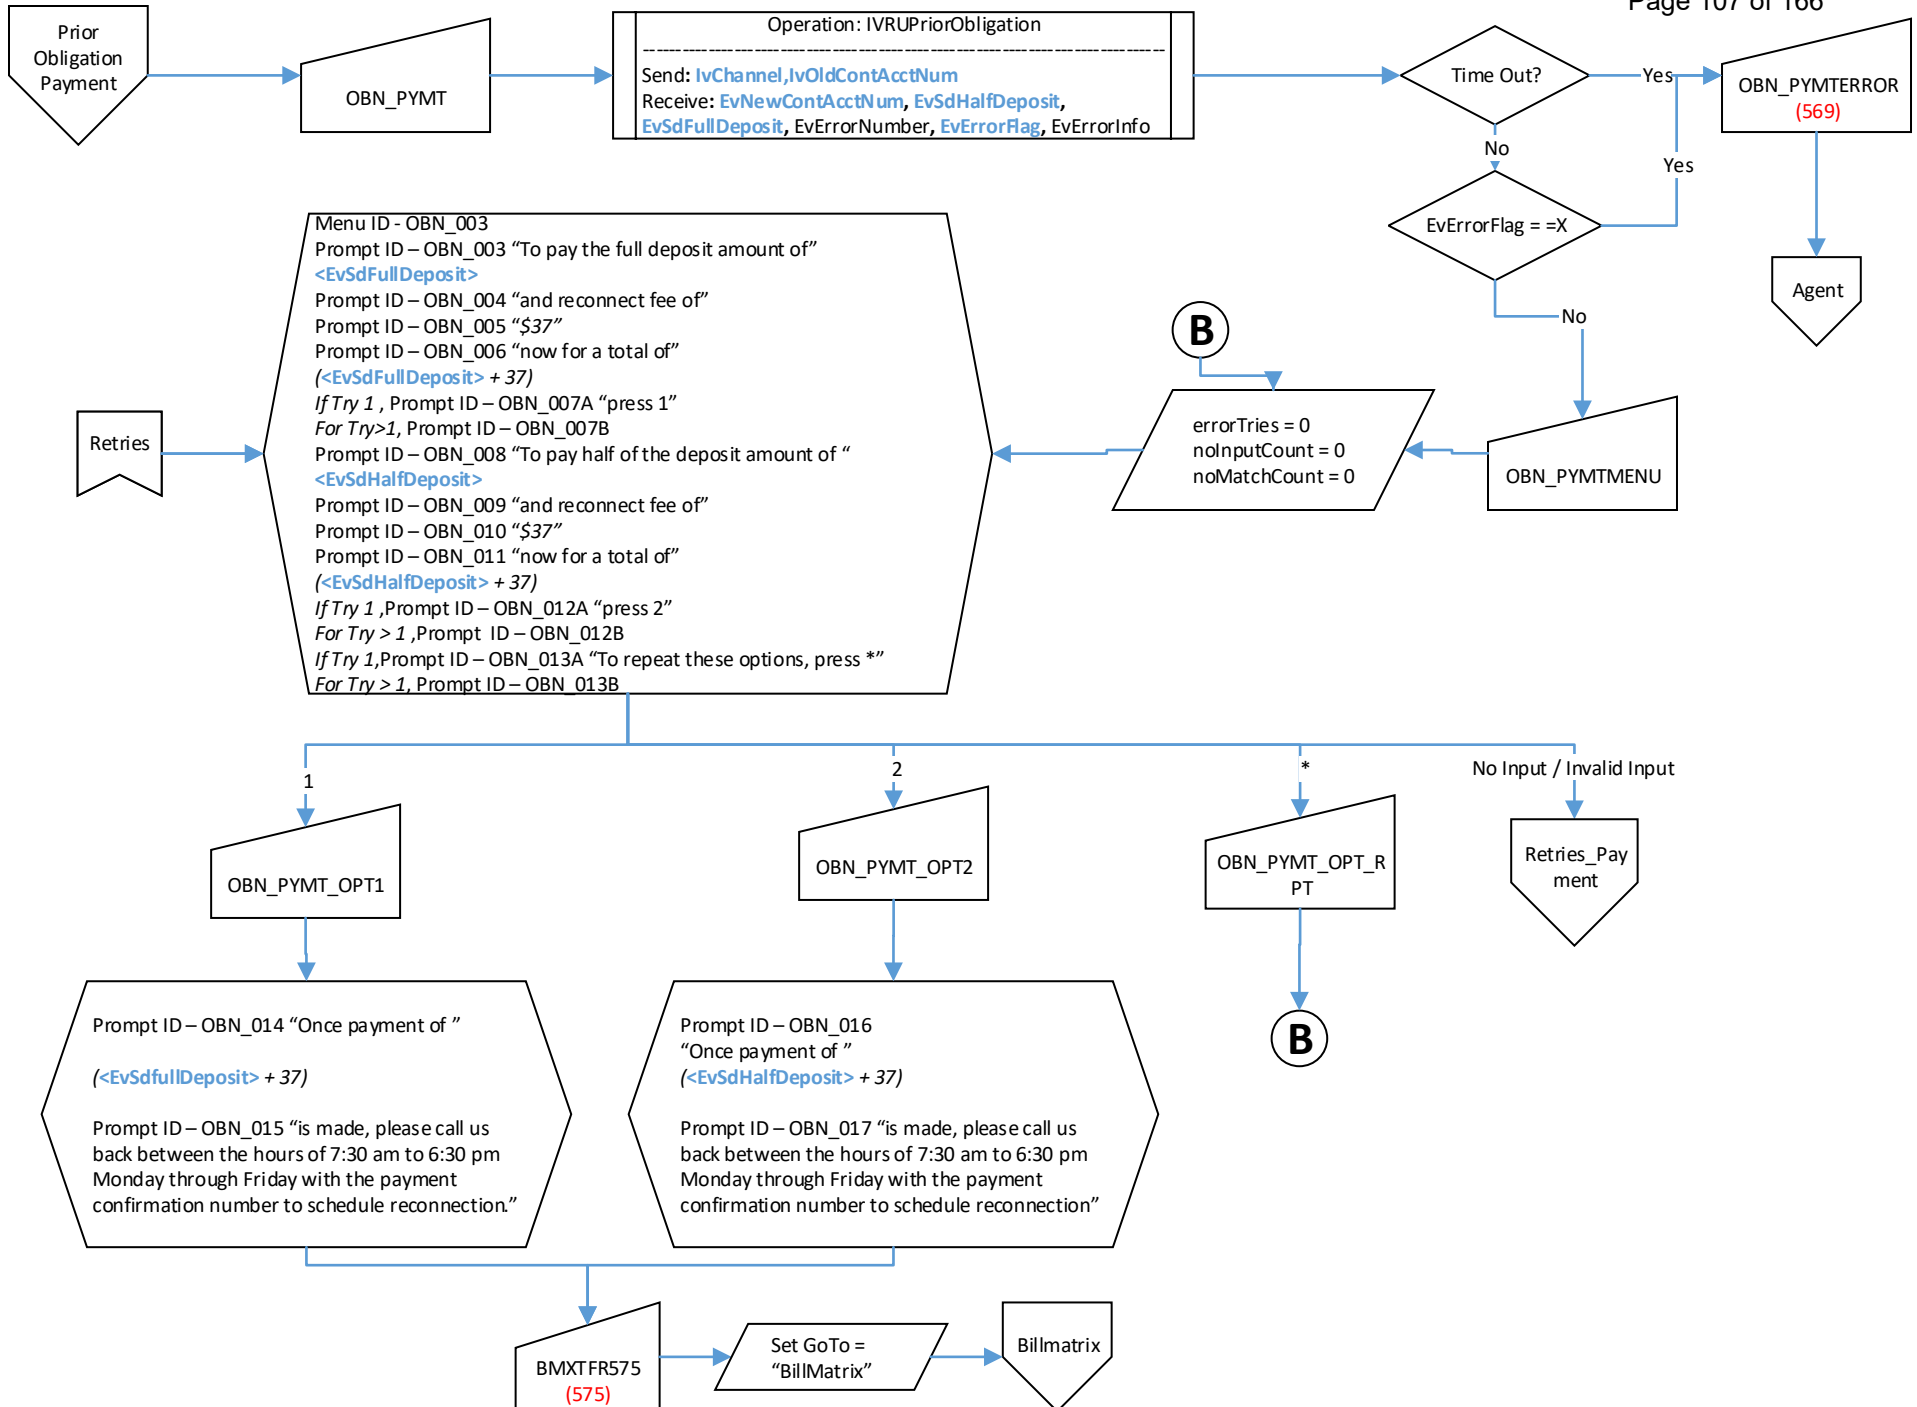 Page 107 of 166
Prior
Obligation
Payment
OBN_PYMT
Operation: IVRUPriorObligation
--------------------------------------------------------------------------------
Send: IvChannel,IvOldContAcctNum
Receive: EvNewContAcctNum, EvSdHalfDeposit,
EvSdFullDeposit, EvErrorNumber, EvErrorFlag, EvErrorInfo
Time Out?
Yes
OBN_PYMTERROR
(569)
No
Yes
EvErrorFlag = =X
Agent
No
Menu ID - OBN_003
Prompt ID – OBN_003 “To pay the full deposit amount of”
<EvSdFullDeposit>
Prompt ID – OBN_004 “and reconnect fee of”
Prompt ID – OBN_005 “$37”
Prompt ID – OBN_006 “now for a total of”
(<EvSdFullDeposit> + 37)
If Try 1 , Prompt ID – OBN_007A “press 1”
For Try>1, Prompt ID – OBN_007B
Prompt ID – OBN_008 “To pay half of the deposit amount of “
<EvSdHalfDeposit>
Prompt ID – OBN_009 “and reconnect fee of”
Prompt ID – OBN_010 “$37”
Prompt ID – OBN_011 “now for a total of”
(<EvSdHalfDeposit> + 37)
If Try 1 ,Prompt ID – OBN_012A “press 2”
For Try > 1 ,Prompt ID – OBN_012B
If Try 1,Prompt ID – OBN_013A “To repeat these options, press *”
For Try > 1, Prompt ID – OBN_013B
B
errorTries = 0
noInputCount = 0
noMatchCount = 0
OBN_PYMTMENU
Retries
1
2
*
No Input / Invalid Input
OBN_PYMT_OPT1
OBN_PYMT_OPT2
OBN_PYMT_OPT_R
PT
Retries_Pay
ment
Prompt ID – OBN_014 “Once payment of ”
(<EvSdfullDeposit> + 37)
Prompt ID – OBN_015 “is made, please call us
back between the hours of 7:30 am to 6:30 pm
Monday through Friday with the payment
confirmation number to schedule reconnection.”
Prompt ID – OBN_016
“Once payment of ”
(<EvSdHalfDeposit> + 37)
Prompt ID – OBN_017 “is made, please call us
back between the hours of 7:30 am to 6:30 pm
Monday through Friday with the payment
confirmation number to schedule reconnection”
B
BMXTFR575
(575)
Set GoTo =
“BillMatrix”
Billmatrix